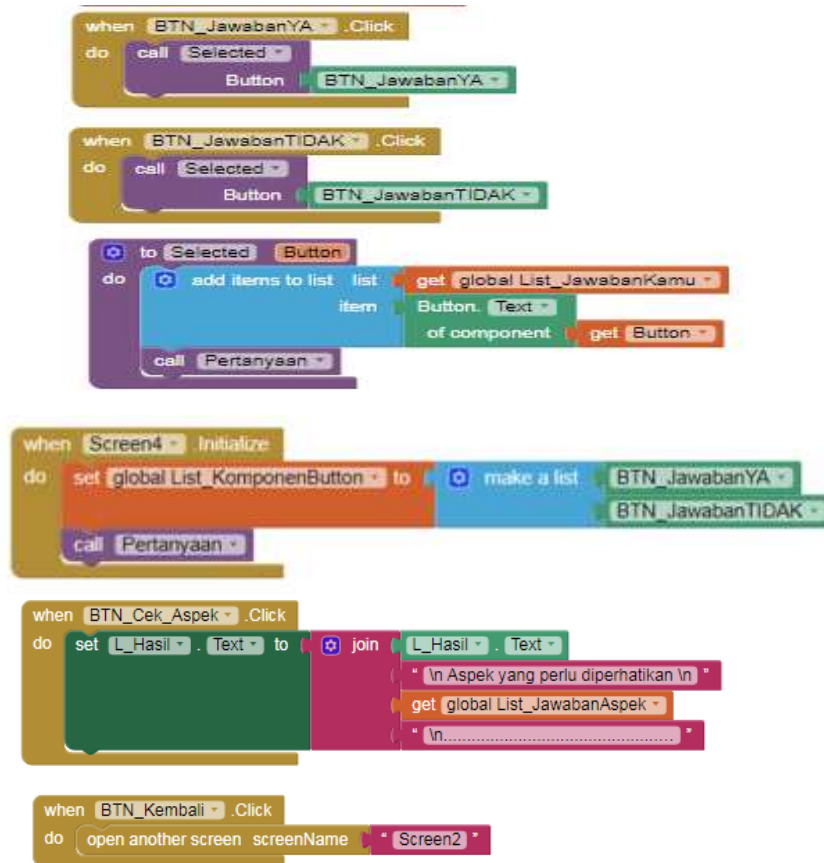 when BTN_JawabanYA .Click
do call Selected
Button BTN_JawabanYA
when BTN_JawabanTIDAK .Click
do call Selected
Button BTN_JawabanTIDAK
to Selected Button
do add items to list list get global List_JawabanKamu
item Button. Text
of component get Button
call Pertanyaan
when Screen4 .Initialize
do set global List_KomponenButton to make a list BTN_JawabanYA
BTN_JawabanTIDAK
call Pertanyaan
when BTN_Cek_Aspek .Click
do set L_Hasil . Text to join L_Hasil . Text
" \n Aspek yang perlu diperhatikan \n "
get global List_JawabanAspek
" \n............................................... "
when BTN_Kembali .Click
do open another screen screenName " Screen2 "